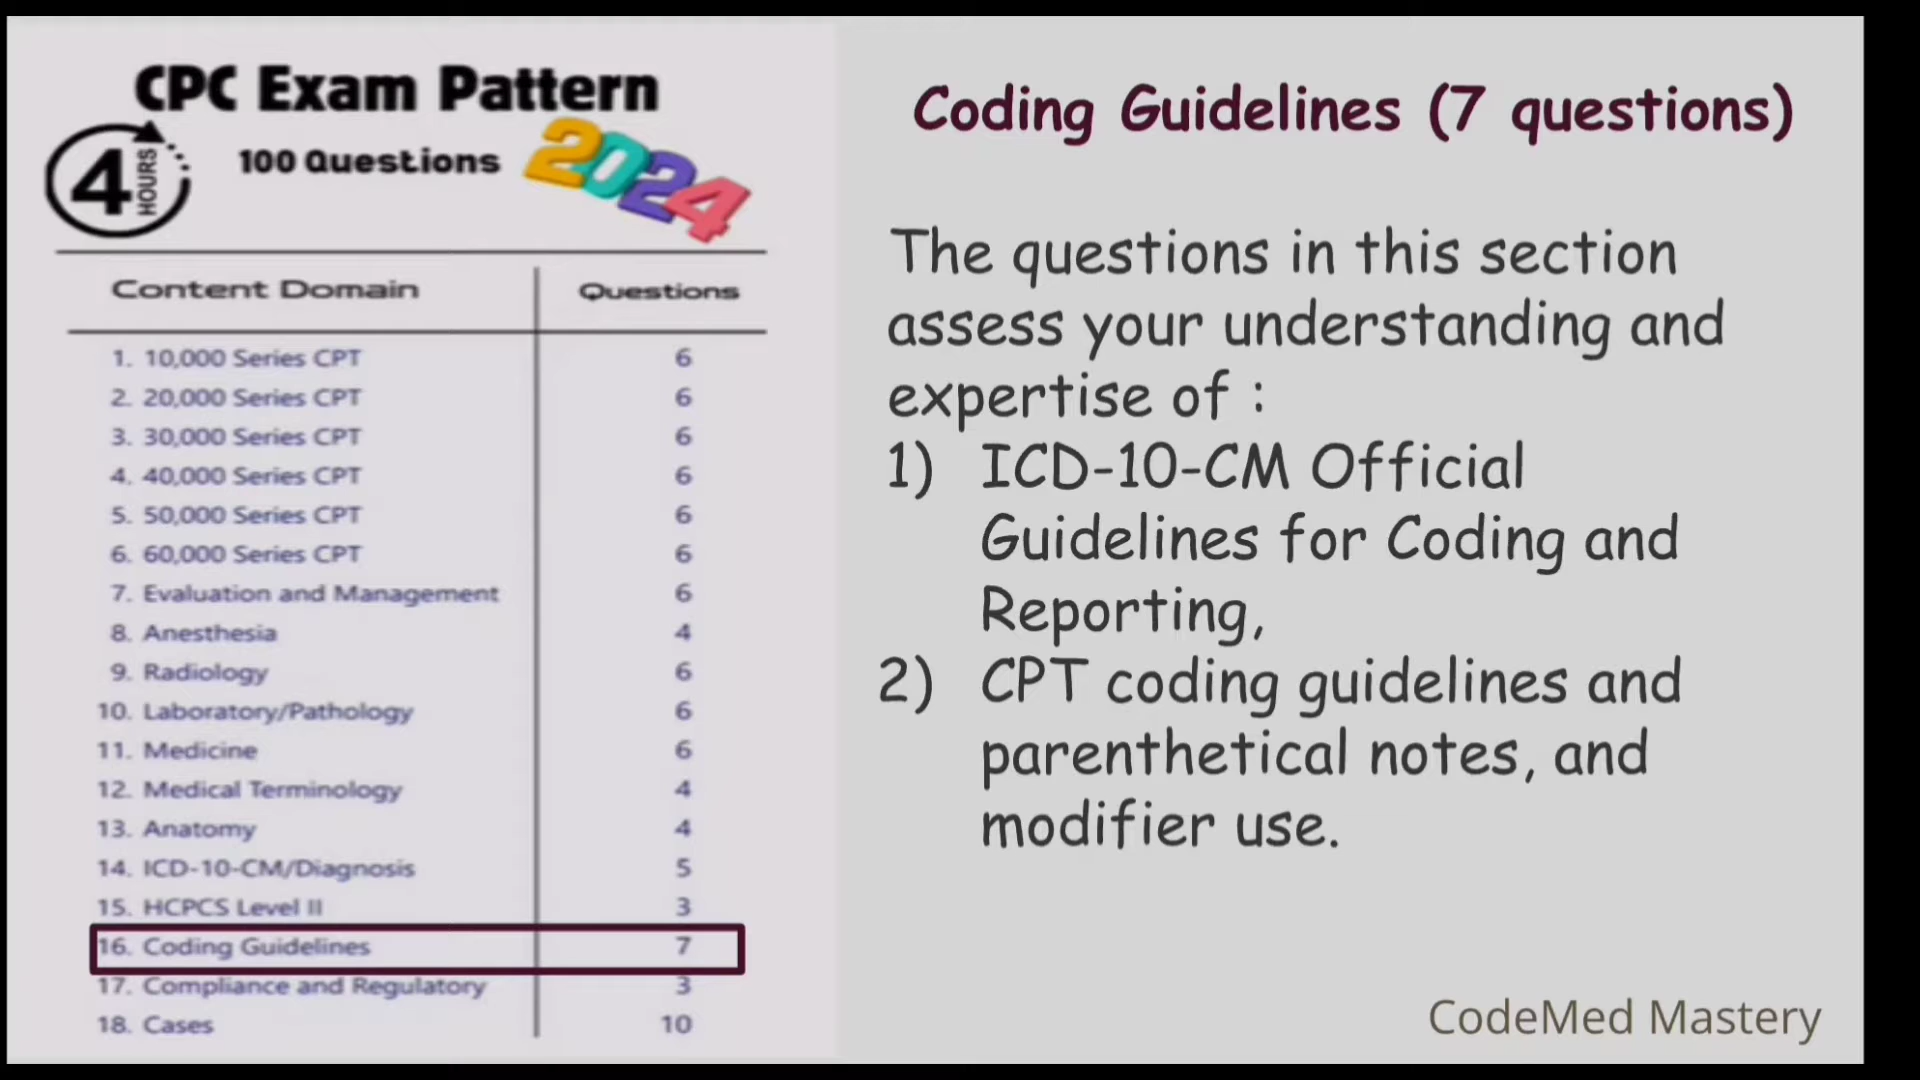 CPC Exam Pattern
4 HOURS
100 Questions
2024
Content Domain Questions
1. 10,000 Series CPT 6
2. 20,000 Series CPT 6
3. 30,000 Series CPT 6
4. 40,000 Series CPT 6
5. 50,000 Series CPT 6
6. 60,000 Series CPT 6
7. Evaluation and Management 6
8. Anesthesia 4
9. Radiology 6
10. Laboratory/Pathology 6
11. Medicine 6
12. Medical Terminology 4
13. Anatomy 4
14. ICD-10-CM/Diagnosis 5
15. HCPCS Level II 3
16. Coding Guidelines 7
17. Compliance and Regulatory 3
18. Cases 10
Coding Guidelines (7 questions)
The questions in this section
assess your understanding and
expertise of :
1) ICD-10-CM Official
Guidelines for Coding and
Reporting,
2) CPT coding guidelines and
parenthetical notes, and
modifier use.
CodeMed Mastery